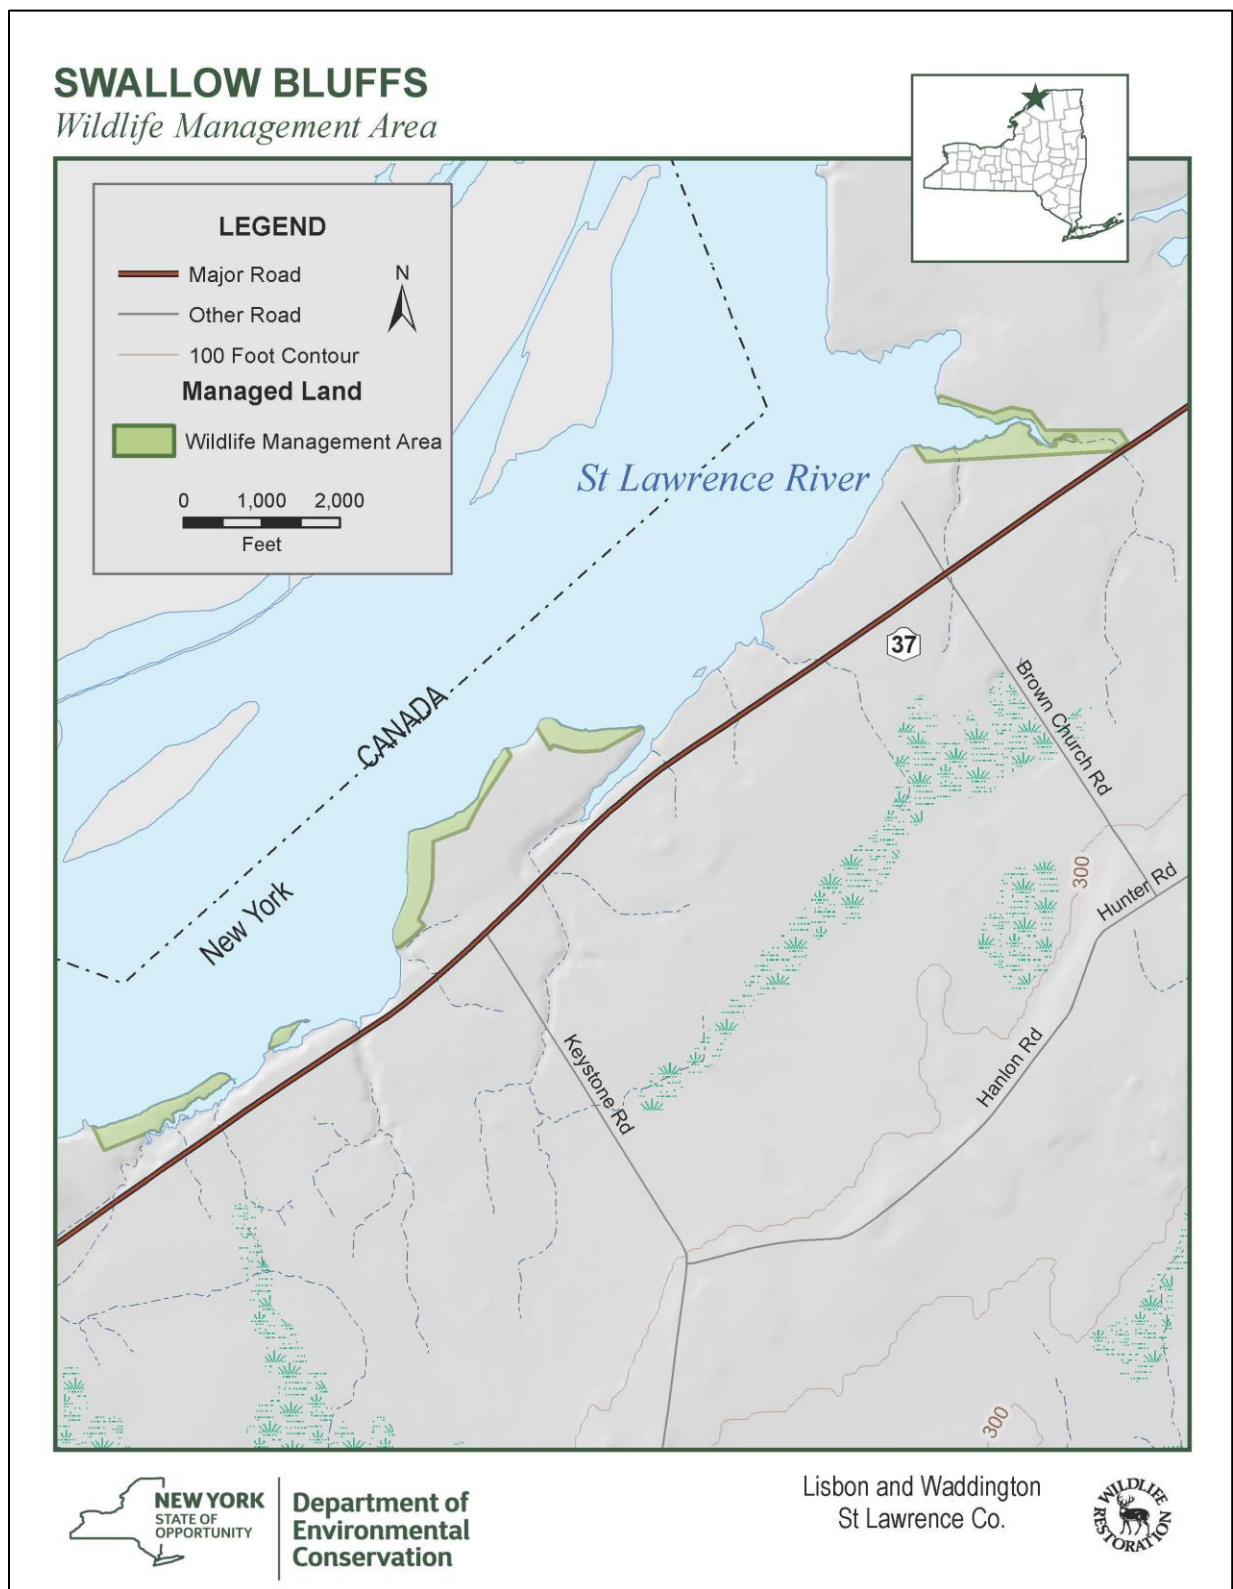 SWALLOW BLUFFS
Wildlife Management Area
LEGEND
Major Road
N
Other Road
100 Foot Contour
Managed Land
Wildlife Management Area
0 1,000 2,000
Feet
St Lawrence River
37
Brown Church Rd
CANADA
New York
300
Hunter Rd
Hanlon Rd
Keystone Rd
300
NEW YORK
STATE OF
OPPORTUNITY
Department of
Environmental
Conservation
Lisbon and Waddington
St Lawrence Co.
WILDLIFE
RESTORATION